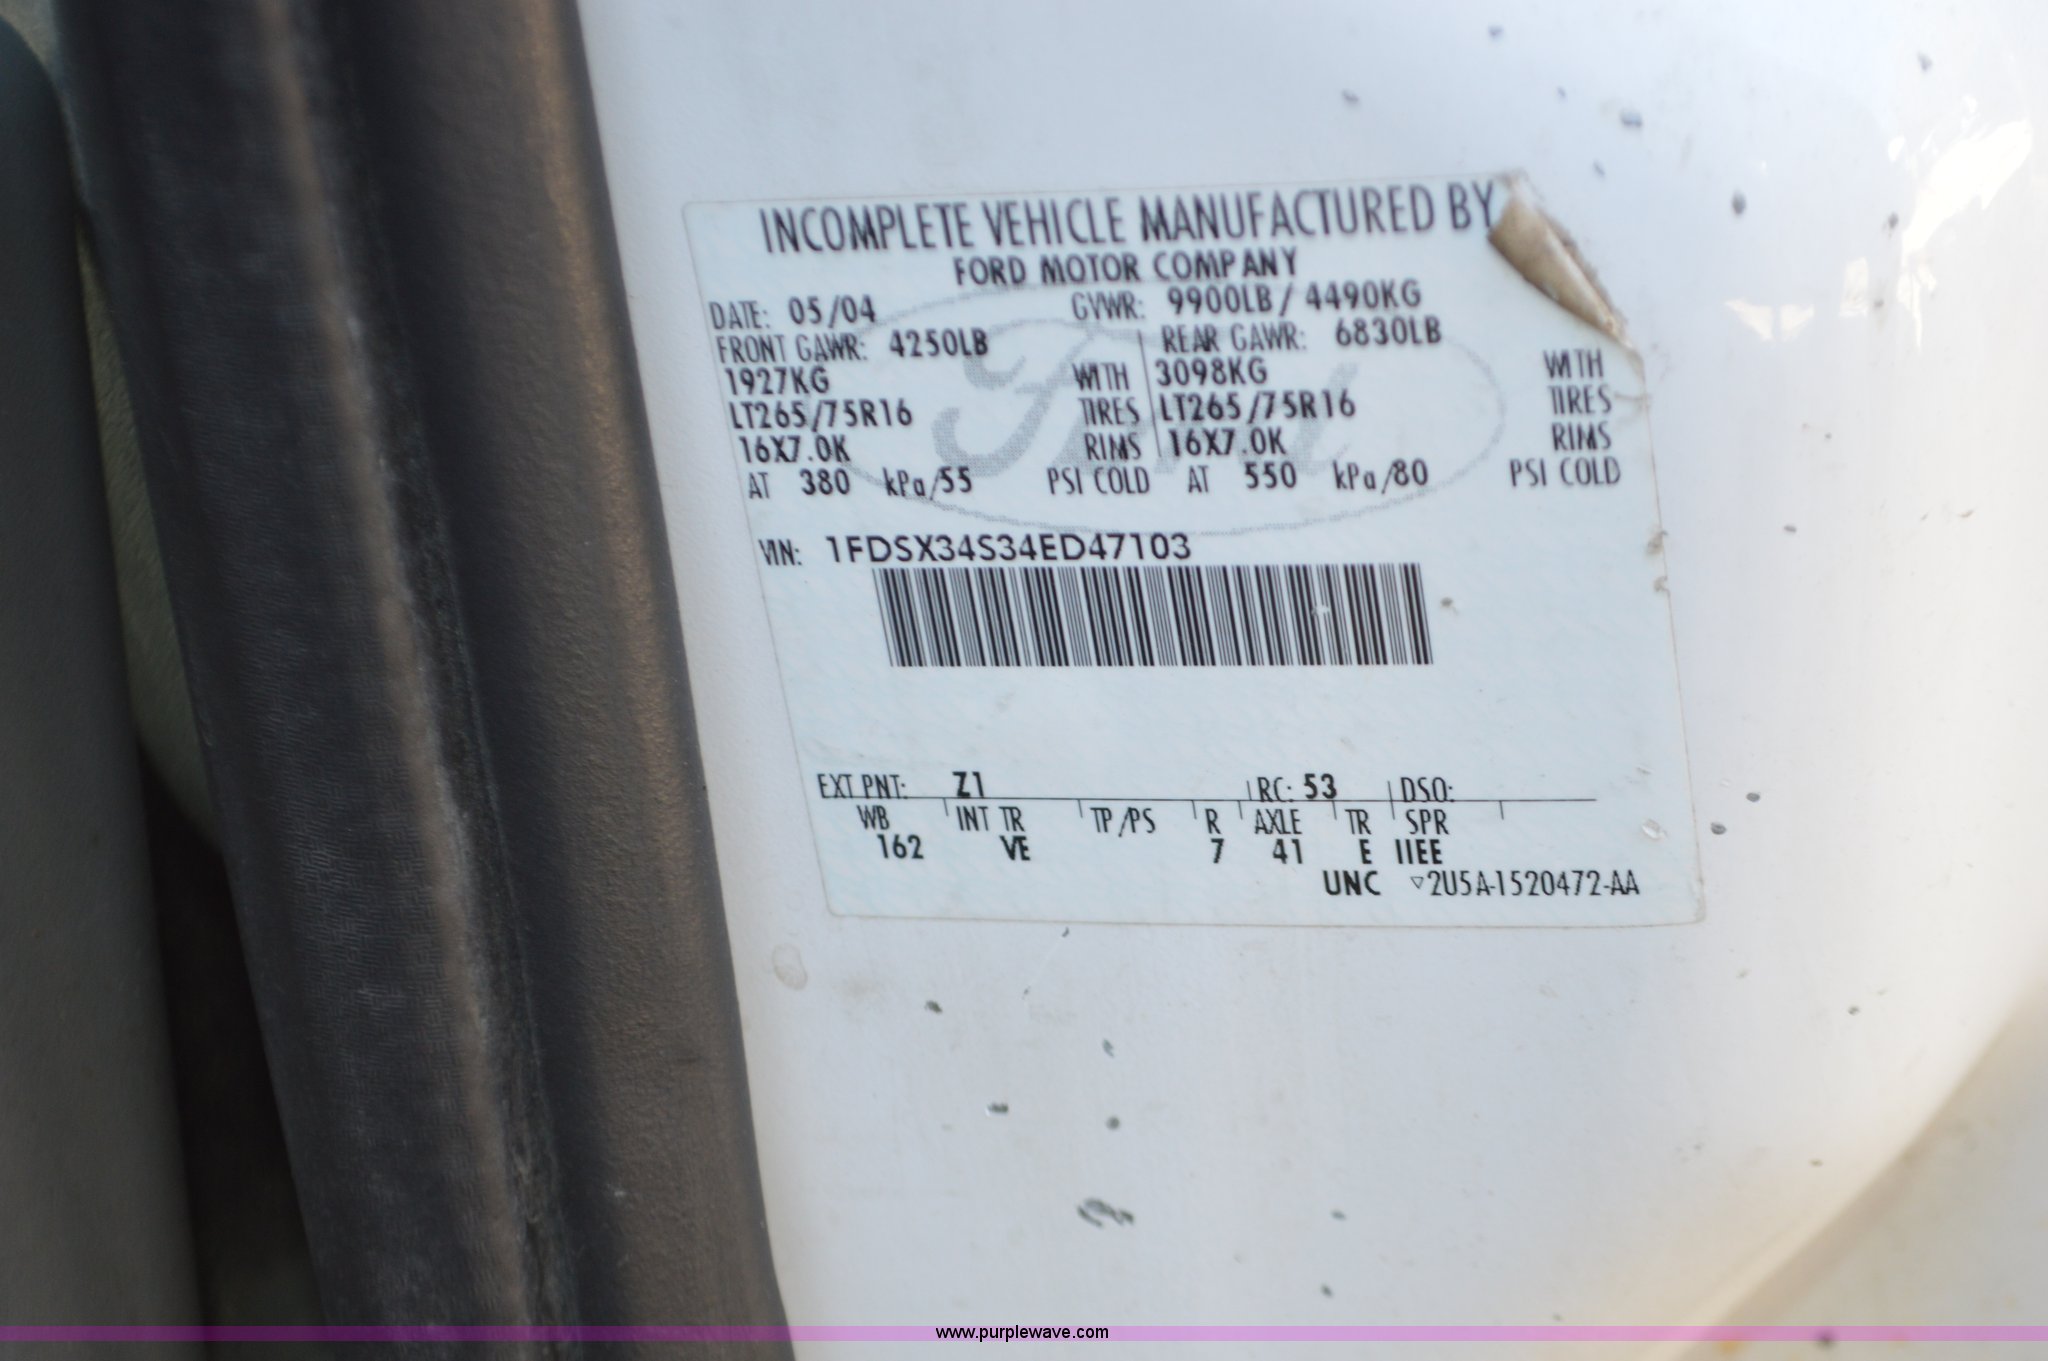 INCOMPLETE VEHICLE MANUFACTURED BY
FORD MOTOR COMPANY
DATE: 05/04 GVWR: 9900LB / 4490KG
FRONT GAWR: 4250LB REAR GAWR: 6830LB
1927KG WITH 3098KG WITH
LT265/75R16 TIRES LT265/75R16 TIRES
16X7.0K RIMS 16X7.0K RIMS
AT 380 kPa/55 PSI COLD AT 550 kPa/80 PSI COLD
Ford
VIN: 1FDSX34S34ED47103
EXT PNT: Z1 RC: 53 DSO:
WB INT TR TP/PS R AXLE TR SPR
162 VE 7 41 E IIEE
UNC ▽2U5A-1520472-AA
www.purplewave.com